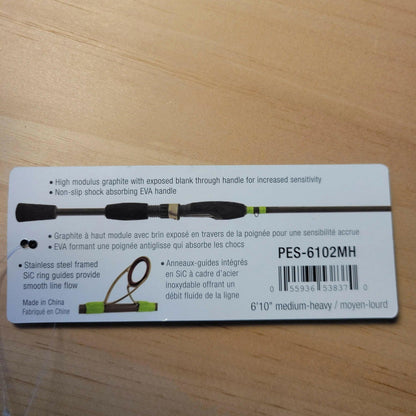 • High modulus graphite with exposed blank through handle for increased sensitivity
• Non-slip shock absorbing EVA handle
• Graphite à haut module avec brin exposé en travers de la poignée pour une sensibilité accrue
• EVA formant une poignée antiglisse qui absorbe les chocs
• Stainless steel framed
SiC ring guides provide
smooth line flow
Made in China
Fabriqué en Chine
• Anneaux-guides intégrés
en SiC à cadre d'acier
inoxydable offrant un
débit fluide de la ligne
PES-6102MH
0 55936 53837 0
6'10" medium-heavy / moyen-lourd